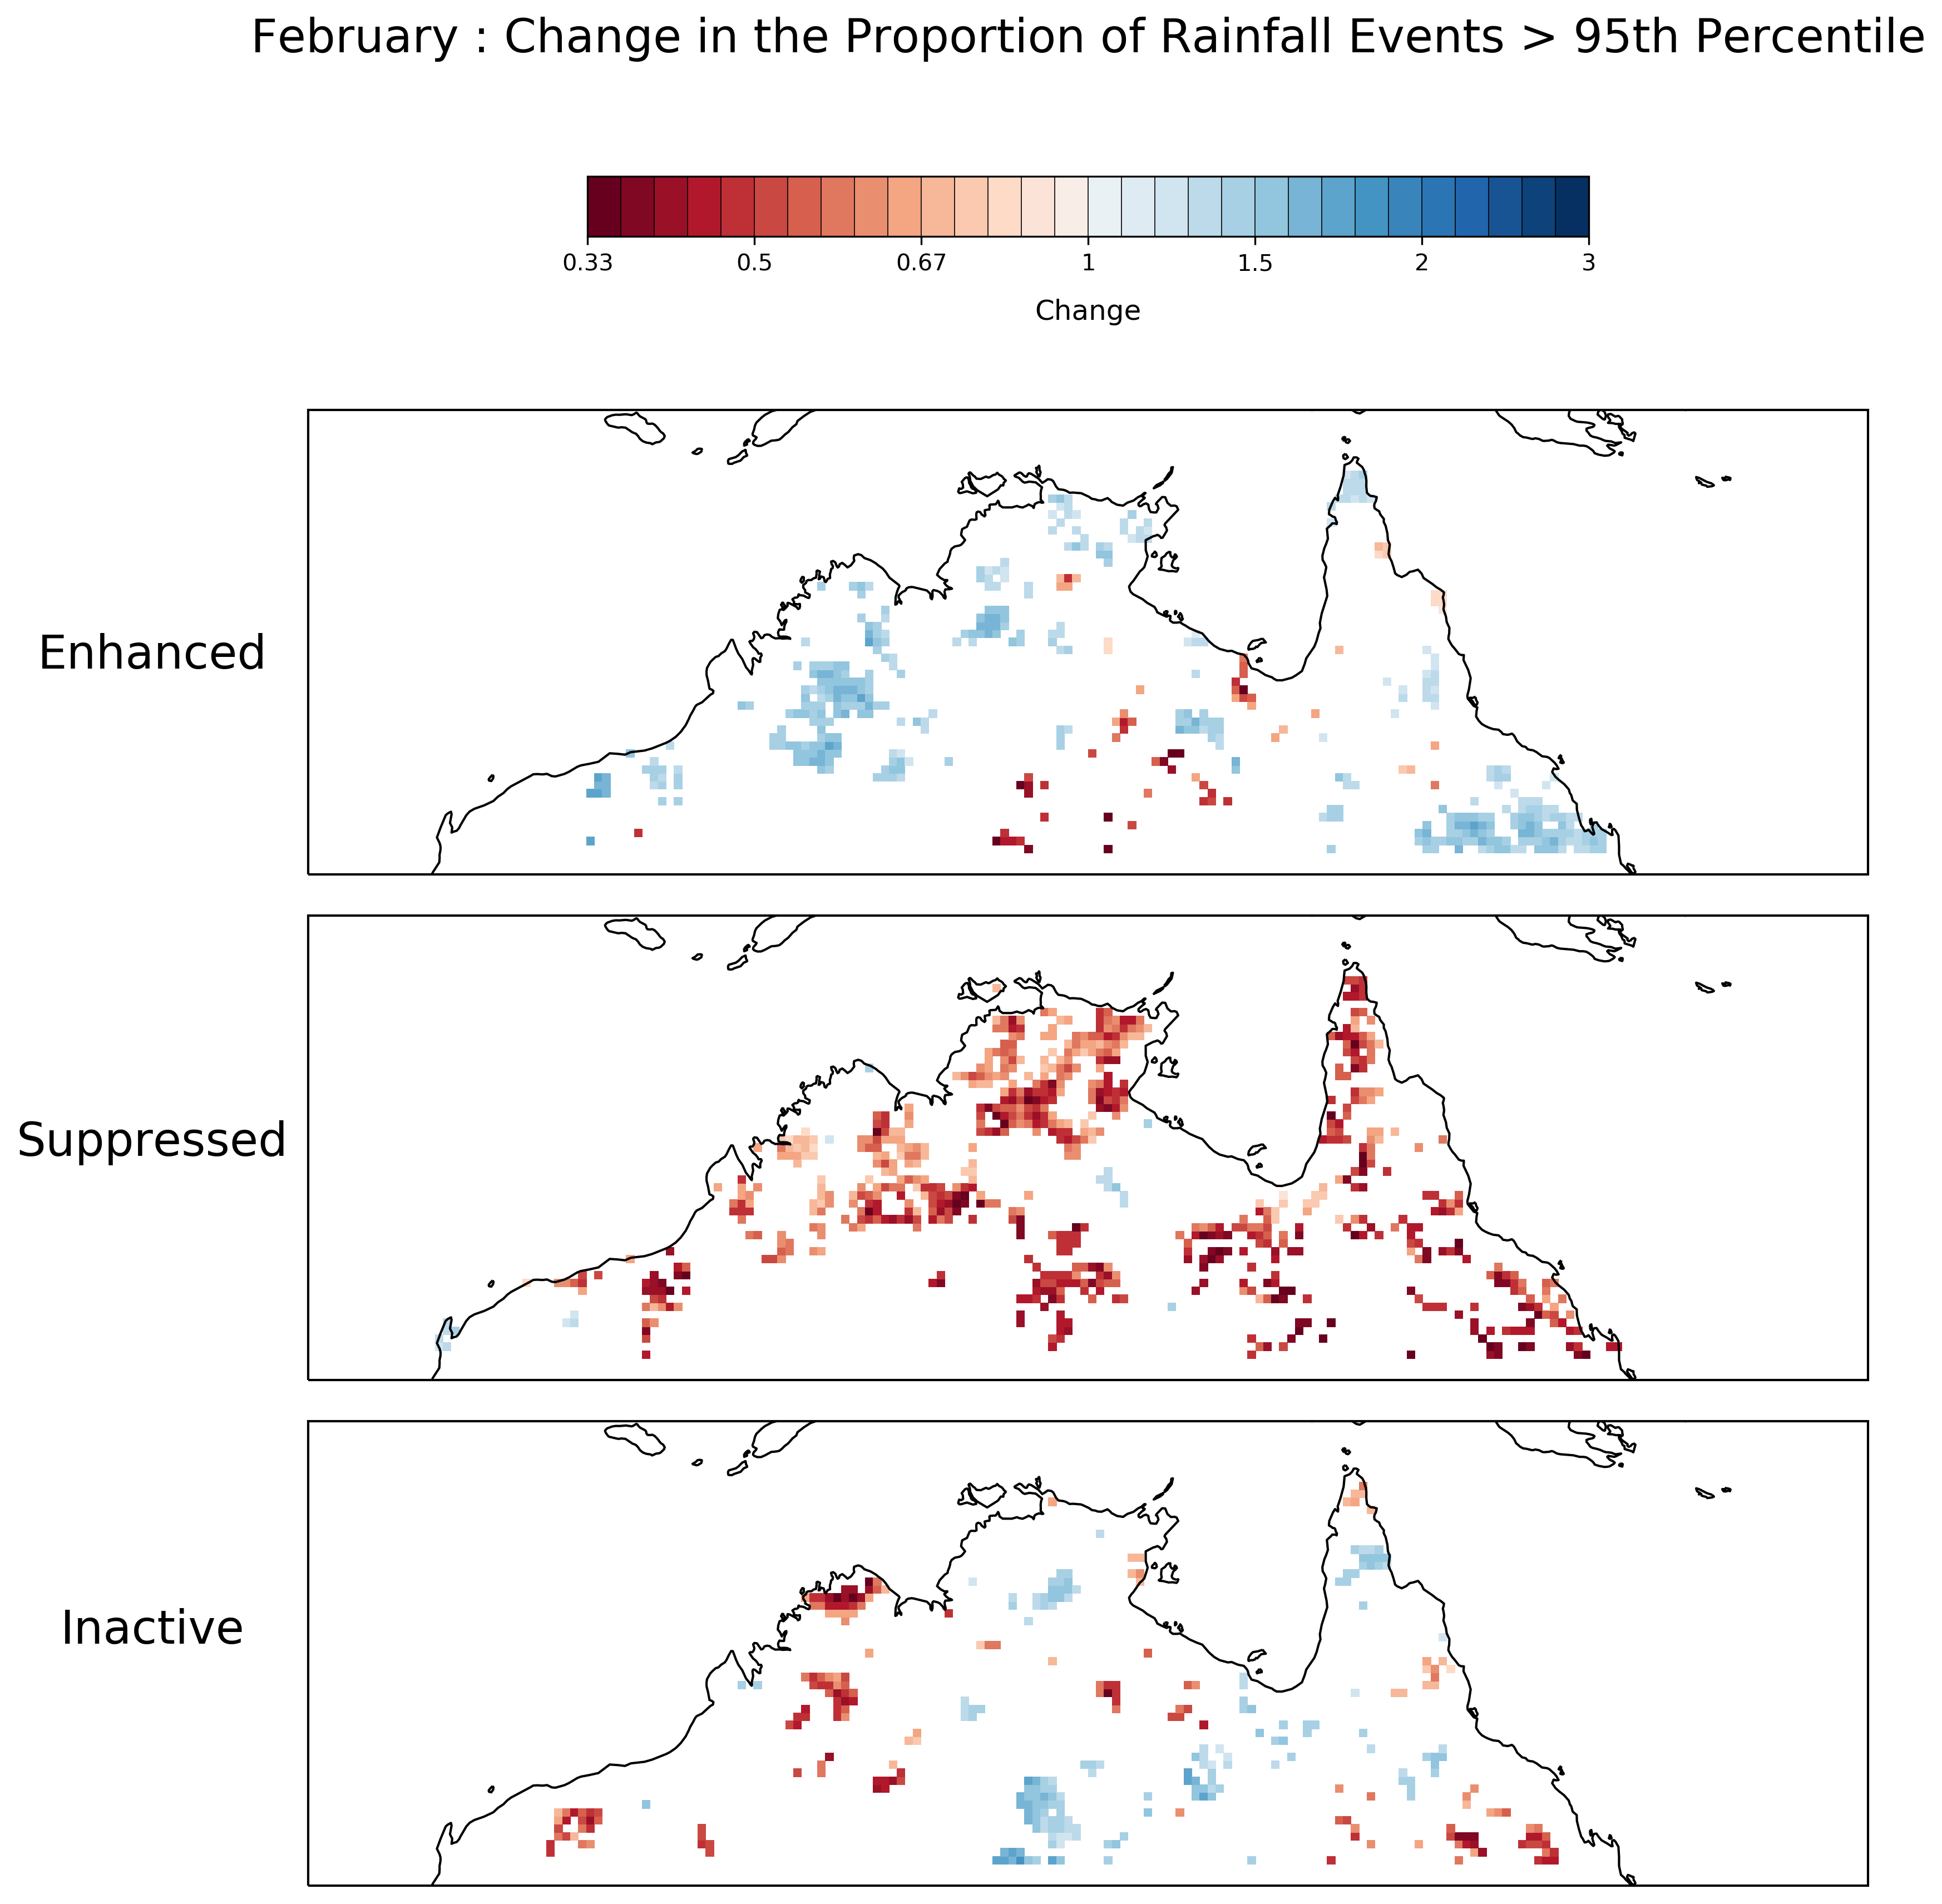 February : Change in the Proportion of Rainfall Events > 95th Percentile
0.33 0.5 0.67 1 1.5 2 3
Change
Enhanced
Suppressed
Inactive